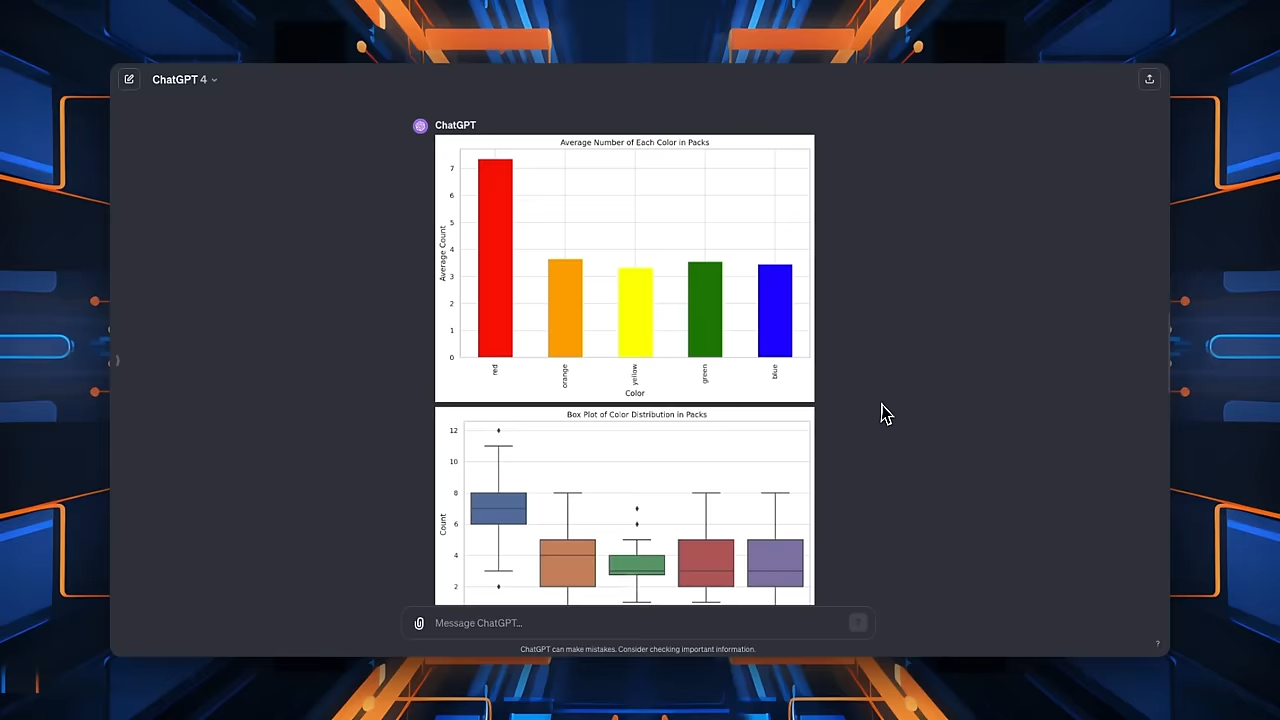 ChatGPT 4
ChatGPT
Average Number of Each Color in Packs
Average Count
7
6
5
4
3
2
1
0
red
orange
yellow
green
blue
Color
Box Plot of Color Distribution in Packs
Count
12
10
8
6
4
2
Message ChatGPT...
ChatGPT can make mistakes. Consider checking important information.
?